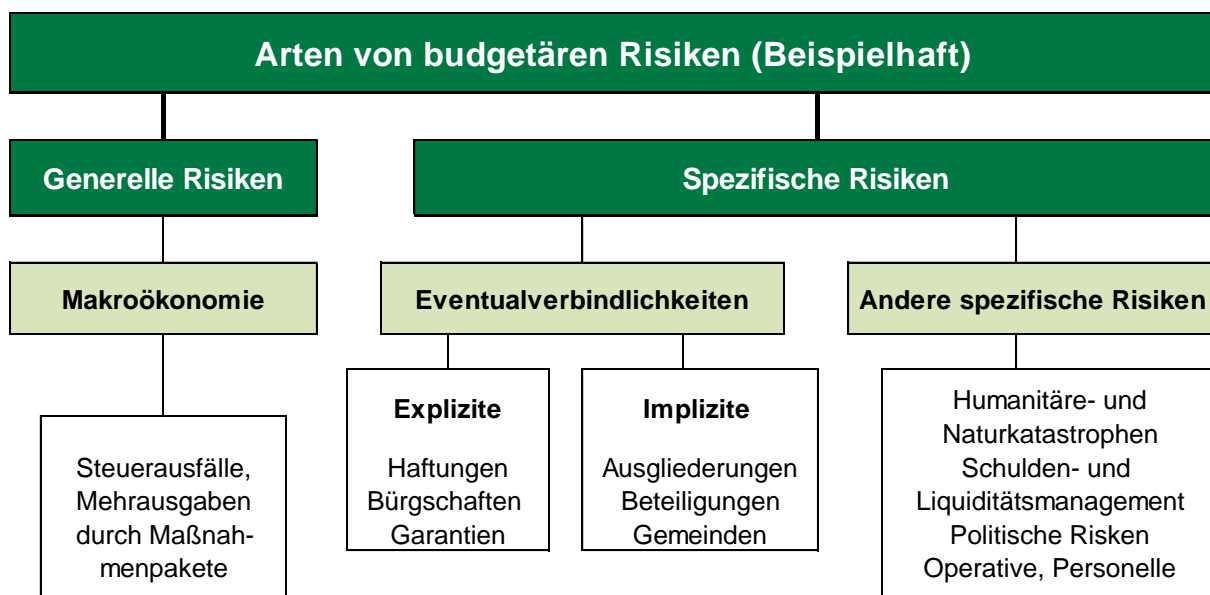 Arten von budgetären Risiken (Beispielhaft)
Generelle Risiken
Spezifische Risiken
Makroökonomie
Eventualverbindlichkeiten
Andere spezifische Risiken
Steuerausfälle,
Mehrausgaben
durch Maßnah-
menpakete
Explizite
Haftungen
Bürgschaften
Garantien
Implizite
Ausgliederungen
Beteiligungen
Gemeinden
Humanitäre- und
Naturkatastrophen
Schulden- und
Liquiditätsmanagement
Politische Risken
Operative, Personelle